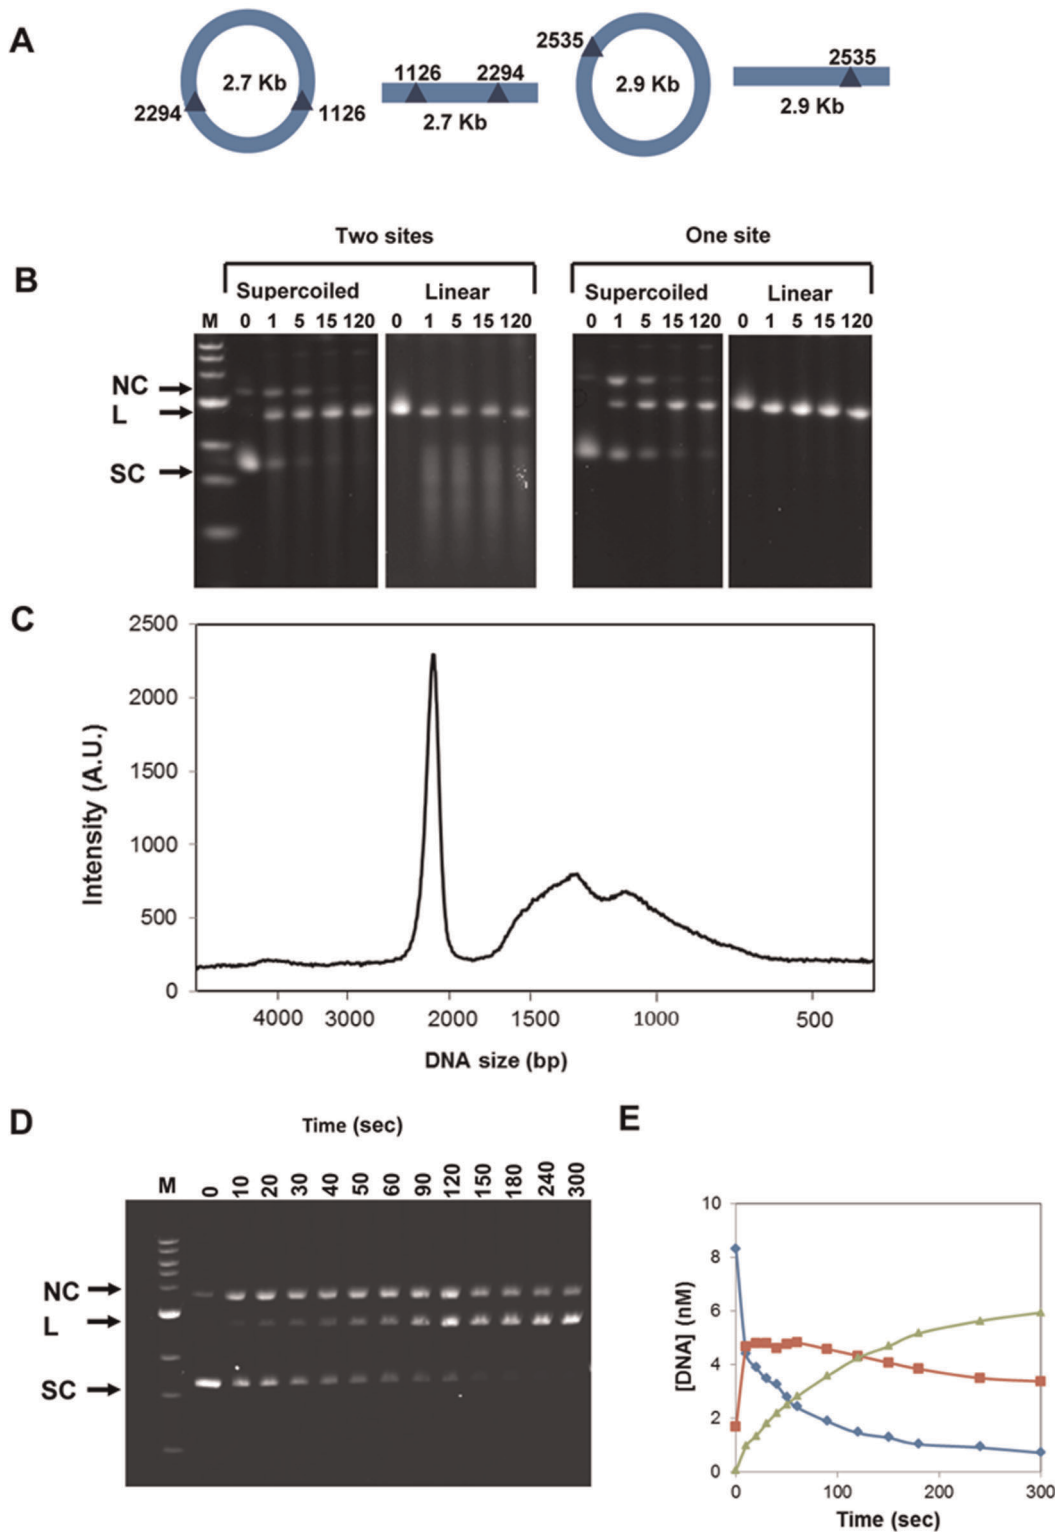 A
2.7 Kb
2294
1126
1126 2294
2.7 Kb
2535
2.9 Kb
2535
2.9 Kb
B
Two sites
One site
Supercoiled
Linear
Supercoiled
Linear
M 0 1 5 15 120
0 1 5 15 120
0 1 5 15 120
0 1 5 15 120
NC
L
SC
C
2500
2000
1500
1000
500
0
Intensity (A.U.)
4000 3000 2000 1500 1000 500
DNA size (bp)
D
Time (sec)
M 0 10 20 30 40 50 60 90 120 150 180 240 300
NC
L
SC
E
10
8
6
4
2
0
[DNA] (nM)
0 100 200 300
Time (sec)